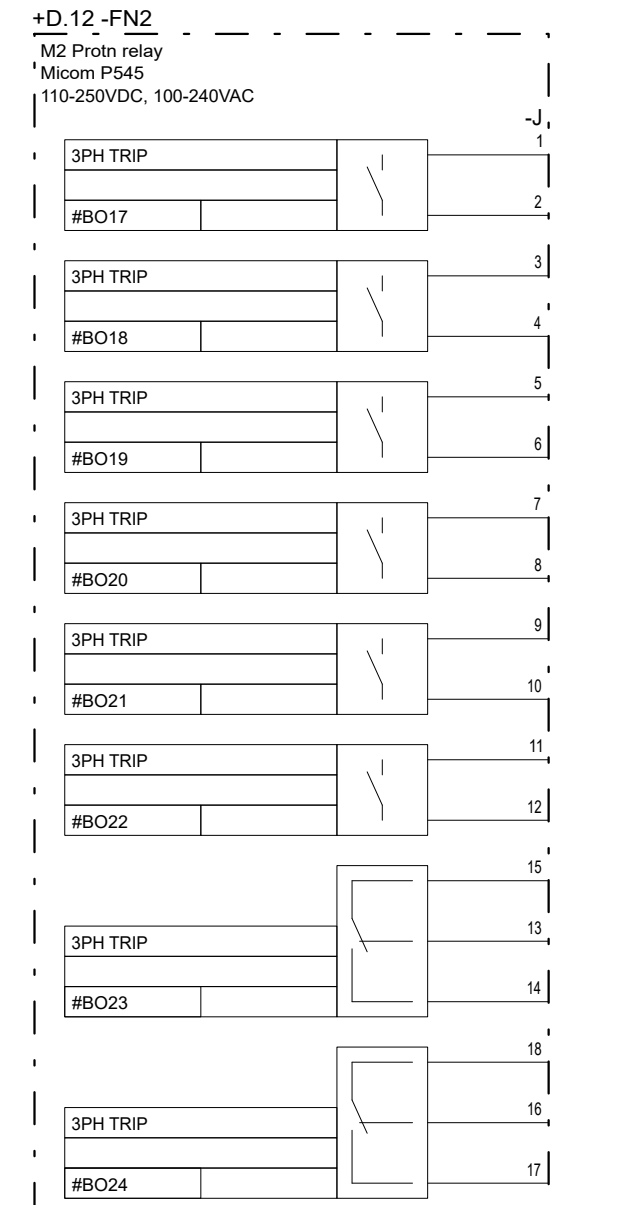 +D.12 -FN2
M2 Protn relay
Micom P545
110-250VDC, 100-240VAC
-J
3PH TRIP
1
#BO17
2
3PH TRIP
3
#BO18
4
3PH TRIP
5
#BO19
6
3PH TRIP
7
#BO20
8
3PH TRIP
9
#BO21
10
3PH TRIP
11
#BO22
12
15
3PH TRIP
13
#BO23
14
18
3PH TRIP
16
#BO24
17